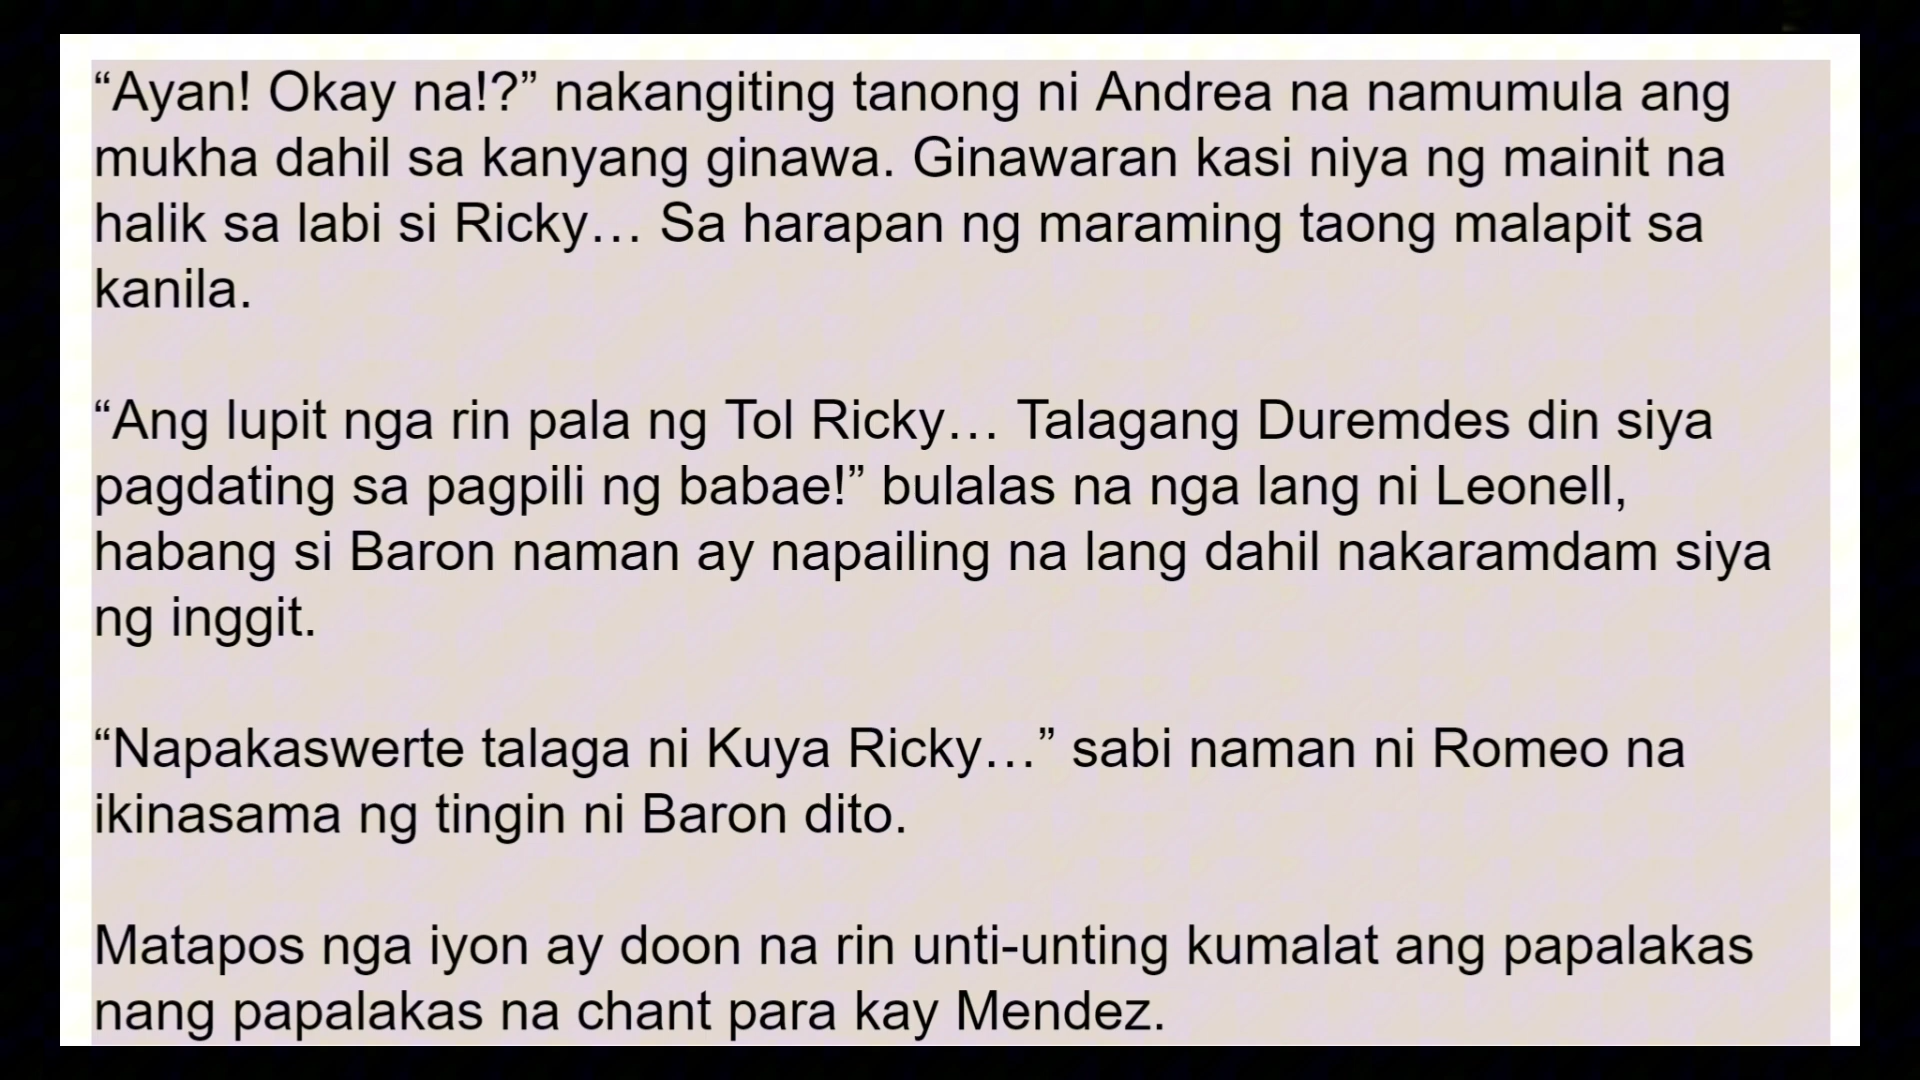 “Ayan! Okay na!?” nakangiting tanong ni Andrea na namumula ang
mukha dahil sa kanyang ginawa. Ginawaran kasi niya ng mainit na
halik sa labi si Ricky… Sa harapan ng maraming taong malapit sa
kanila.
“Ang lupit nga rin pala ng Tol Ricky… Talagang Duremdes din siya
pagdating sa pagpili ng babae!” bulalas na nga lang ni Leonell,
habang si Baron naman ay napailing na lang dahil nakaramdam siya
ng inggit.
“Napakaswerte talaga ni Kuya Ricky…” sabi naman ni Romeo na
ikinasama ng tingin ni Baron dito.
Matapos nga iyon ay doon na rin unti-unting kumalat ang papalakas
nang papalakas na chant para kay Mendez.